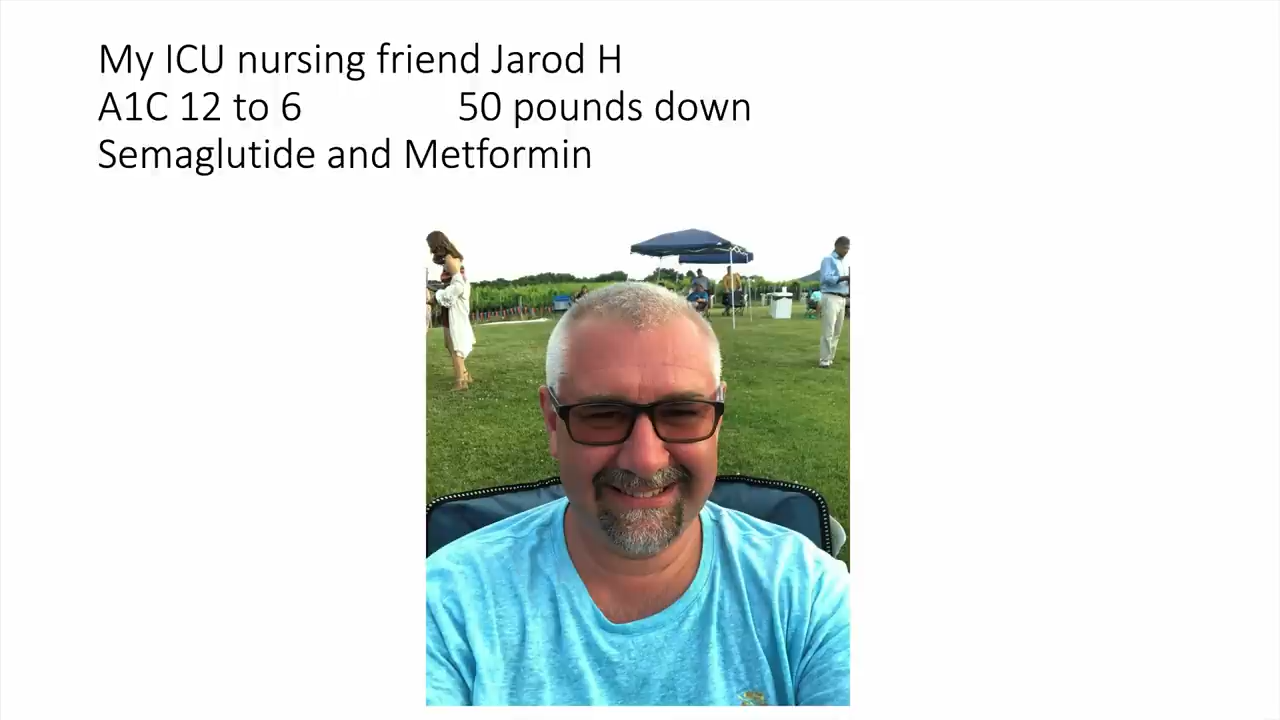 My ICU nursing friend Jarod H
A1C 12 to 6 50 pounds down
Semaglutide and Metformin